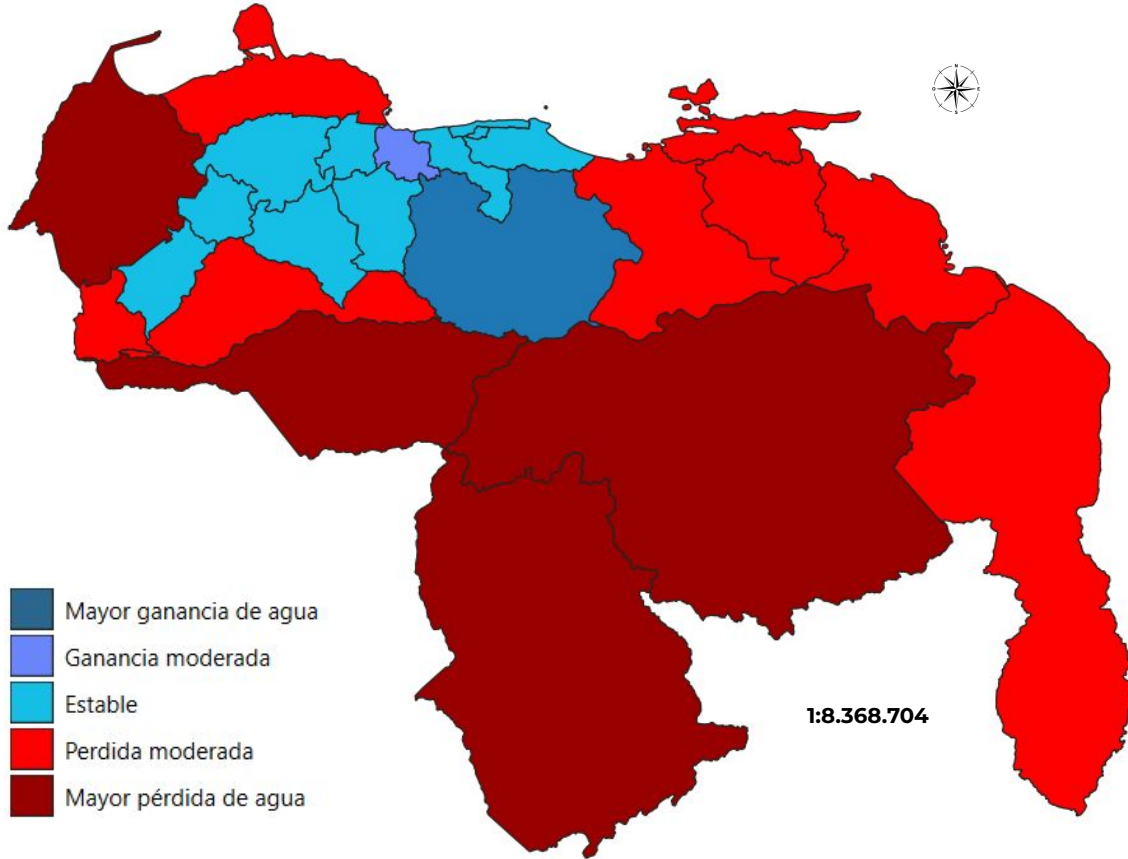 Mayor ganancia de agua
Ganancia moderada
Estable
Perdida moderada
Mayor pérdida de agua
1:8.368.704